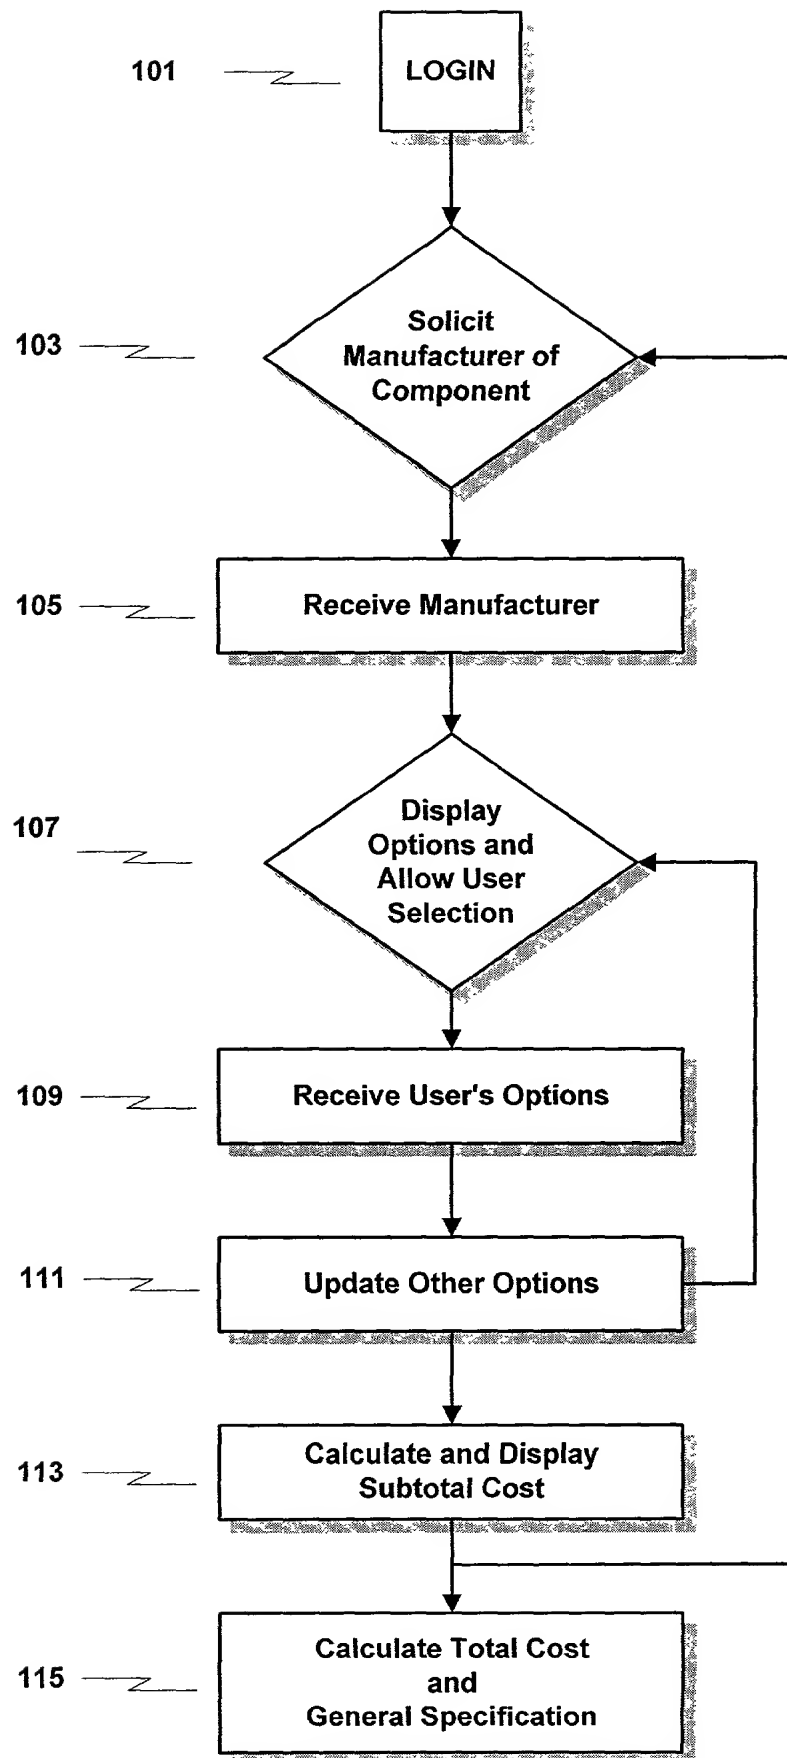 101
LOGIN
103
Solicit
Manufacturer of
Component
105
Receive Manufacturer
107
Display
Options and
Allow User
Selection
109
Receive User's Options
111
Update Other Options
113
Calculate and Display
Subtotal Cost
115
Calculate Total Cost
and
General Specification